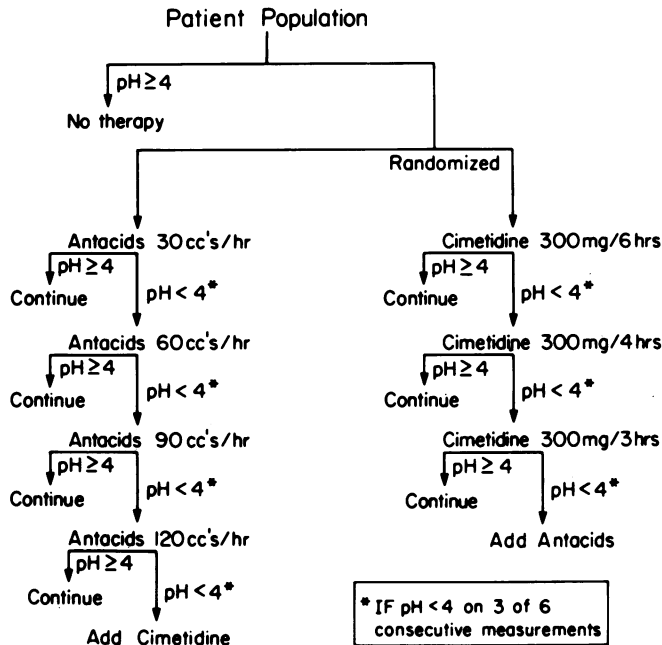 Patient Population
pH ≥ 4
No therapy
Randomized
Antacids 30 cc's/hr
pH ≥ 4
Continue
pH < 4*
Antacids 60 cc's/hr
pH ≥ 4
Continue
pH < 4*
Antacids 90 cc's/hr
pH ≥ 4
Continue
pH < 4*
Antacids 120 cc's/hr
pH ≥ 4
Continue
pH < 4*
Add Cimetidine
Cimetidine 300 mg/6 hrs
pH ≥ 4
Continue
pH < 4*
Cimetidine 300 mg/4 hrs
pH ≥ 4
Continue
pH < 4*
Cimetidine 300 mg/3 hrs
pH ≥ 4
Continue
pH < 4*
Add Antacids
* IF pH < 4 on 3 of 6
consecutive measurements